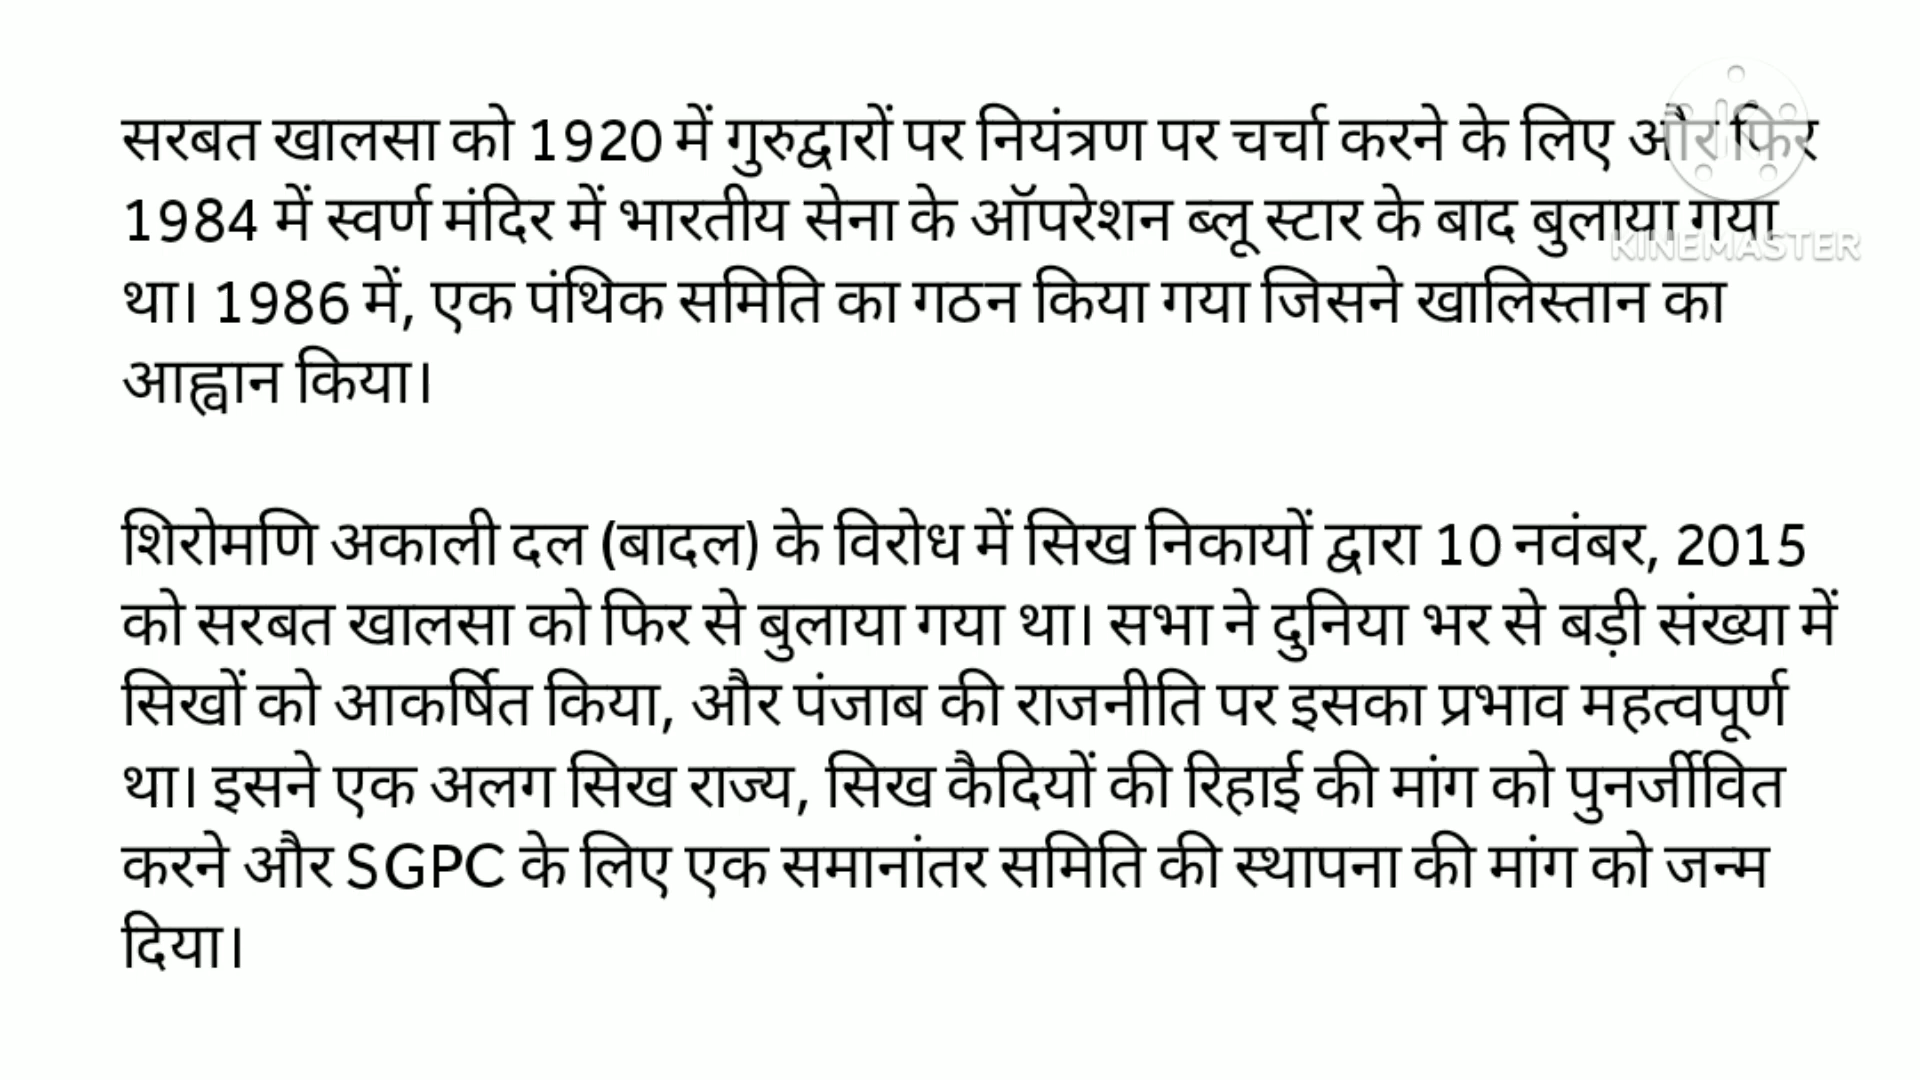 सरबत खालसा को 1920 में गुरुद्वारों पर नियंत्रण पर चर्चा करने के लिए और फिर
1984 में स्वर्ण मंदिर में भारतीय सेना के ऑपरेशन ब्लू स्टार के बाद बुलाया गया
KINEMASTER
था। 1986 में, एक पंथिक समिति का गठन किया गया जिसने खालिस्तान का
आह्वान किया।
शिरोमणि अकाली दल (बादल) के विरोध में सिख निकायों द्वारा 10 नवंबर, 2015
को सरबत खालसा को फिर से बुलाया गया था। सभा ने दुनिया भर से बड़ी संख्या में
सिखों को आकर्षित किया, और पंजाब की राजनीति पर इसका प्रभाव महत्वपूर्ण
था। इसने एक अलग सिख राज्य, सिख कैदियों की रिहाई की मांग को पुनर्जीवित
करने और SGPC के लिए एक समानांतर समिति की स्थापना की मांग को जन्म
दिया।